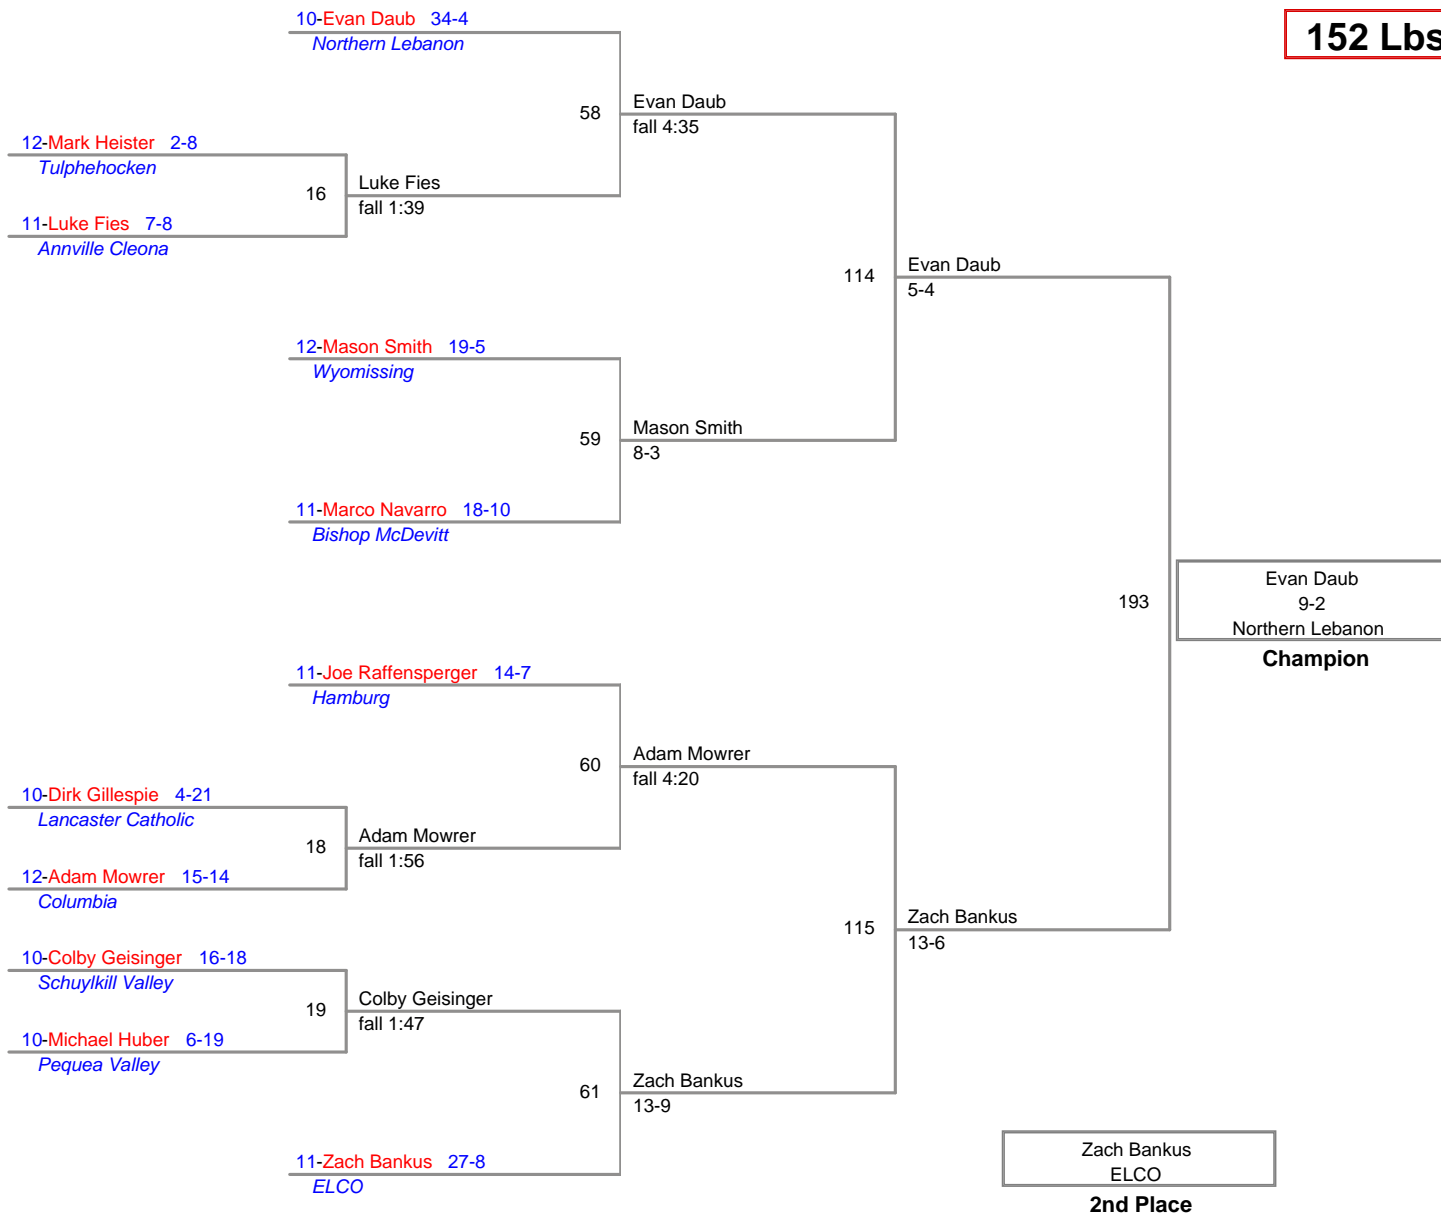 152 Lbs
10-Evan Daub 34-4
Northern Lebanon
58
Evan Daub
fall 4:35
12-Mark Heister 2-8
Tulphehocken
16
Luke Fies
fall 1:39
11-Luke Fies 7-8
Annville Cleona
114
Evan Daub
5-4
12-Mason Smith 19-5
Wyomissing
59
Mason Smith
8-3
11-Marco Navarro 18-10
Bishop McDevitt
193
Evan Daub
9-2
Northern Lebanon
Champion
11-Joe Raffensperger 14-7
Hamburg
60
Adam Mowrer
fall 4:20
10-Dirk Gillespie 4-21
Lancaster Catholic
18
Adam Mowrer
fall 1:56
12-Adam Mowrer 15-14
Columbia
115
Zach Bankus
13-6
10-Colby Geisinger 16-18
Schuylkill Valley
19
Colby Geisinger
fall 1:47
10-Michael Huber 6-19
Pequea Valley
61
Zach Bankus
13-9
11-Zach Bankus 27-8
ELCO
Zach Bankus
ELCO
2nd Place